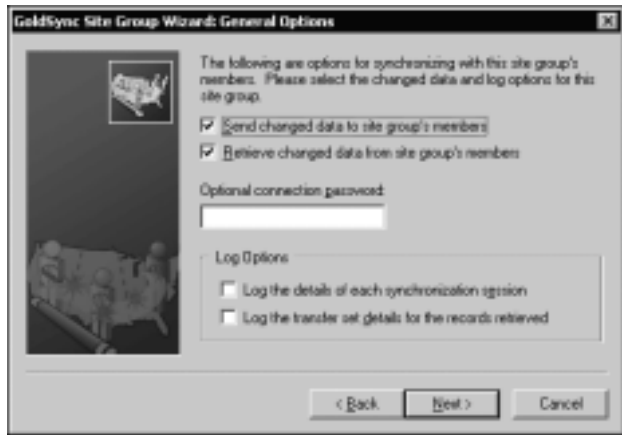 GoldSync Site Group Wizard: General Options
The following are options for synchronizing with this site group's
members. Please select the changed data and log options for this
site group.
Send changed data to site group's members
Retrieve changed data from site group's members
Optional connection password:
Log Options
Log the details of each synchronization session
Log the transfer set details for the records retrieved
< Back
Next >
Cancel